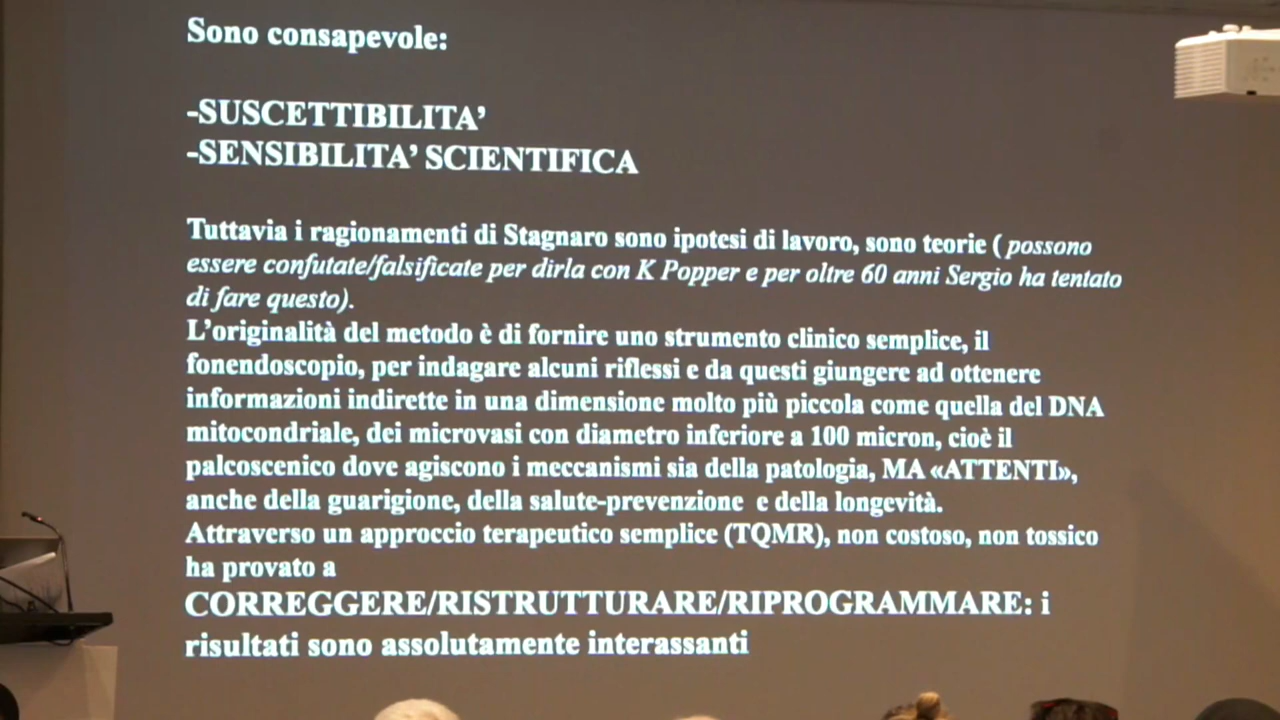 Sono consapevole:
-SUSCETTIBILITA’
-SENSIBILITA’ SCIENTIFICA
Tuttavia i ragionamenti di Stagnaro sono ipotesi di lavoro, sono teorie ( possono
essere confutate/falsificate per dirla con K Popper e per oltre 60 anni Sergio ha tentato
di fare questo).
L’originalità del metodo è di fornire uno strumento clinico semplice, il
fonendoscopio, per indagare alcuni riflessi e da questi giungere ad ottenere
informazioni indirette in una dimensione molto più piccola come quella del DNA
mitocondriale, dei microvasi con diametro inferiore a 100 micron, cioè il
palcoscenico dove agiscono i meccanismi sia della patologia, MA «ATTENTI»,
anche della guarigione, della salute-prevenzione e della longevità.
Attraverso un approccio terapeutico semplice (TQMR), non costoso, non tossico
ha provato a
CORREGGERE/RISTRUTTURARE/RIPROGRAMMARE: i
risultati sono assolutamente interassanti